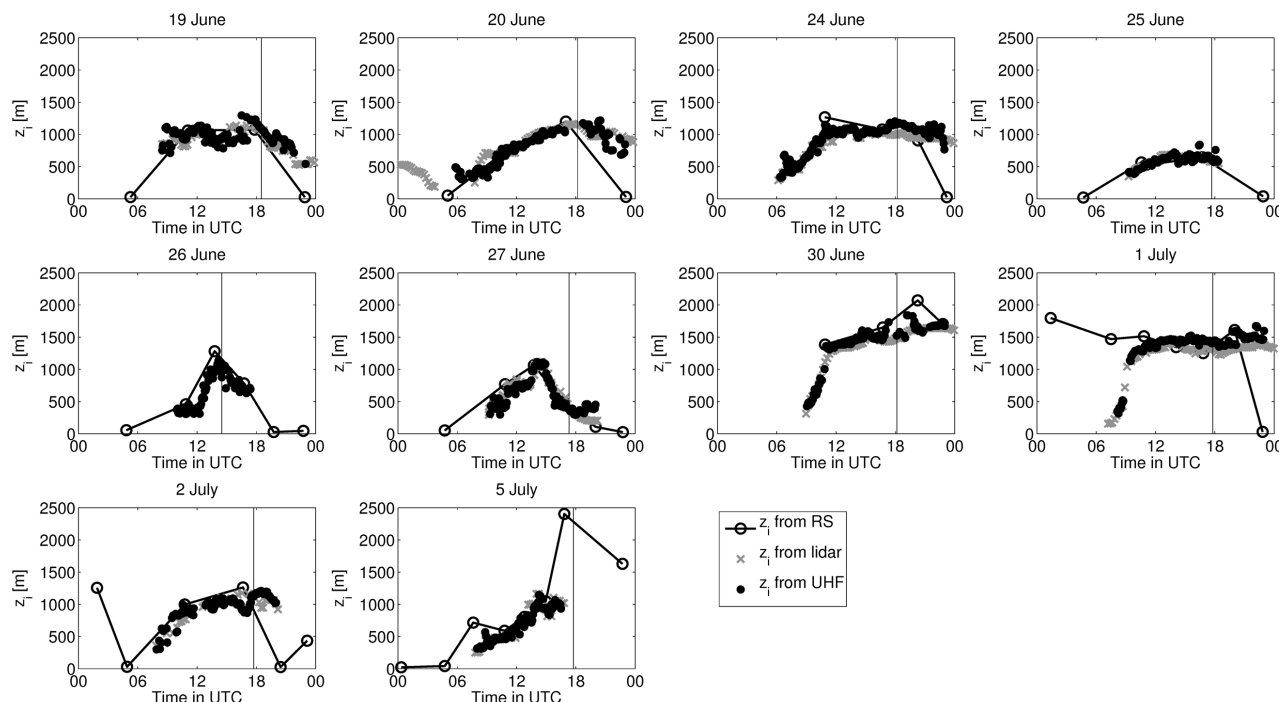 19 June
20 June
24 June
25 June
2500
2000
1500
1000
500
0
z_i [m]
00 06 12 18 00
Time in UTC
2500
2000
1500
1000
500
0
z_i [m]
00 06 12 18 00
Time in UTC
2500
2000
1500
1000
500
0
z_i [m]
00 06 12 18 00
Time in UTC
2500
2000
1500
1000
500
0
z_i [m]
00 06 12 18 00
Time in UTC
26 June
27 June
30 June
1 July
2500
2000
1500
1000
500
0
z_i [m]
00 06 12 18 00
Time in UTC
2500
2000
1500
1000
500
0
z_i [m]
00 06 12 18 00
Time in UTC
2500
2000
1500
1000
500
0
z_i [m]
00 06 12 18 00
Time in UTC
2500
2000
1500
1000
500
0
z_i [m]
00 06 12 18 00
Time in UTC
2 July
5 July
2500
2000
1500
1000
500
0
z_i [m]
00 06 12 18 00
Time in UTC
2500
2000
1500
1000
500
0
z_i [m]
00 06 12 18 00
Time in UTC
z_i from RS
z_i from lidar
z_i from UHF